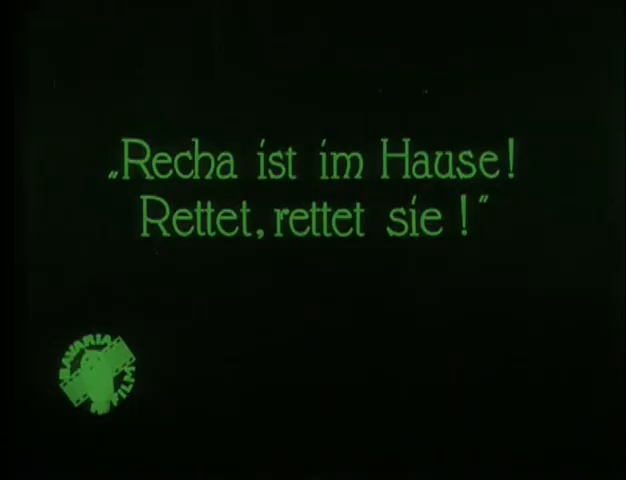 „Recha ist im Hause!
Rettet, rettet sie!“
BAVARIA
FILM